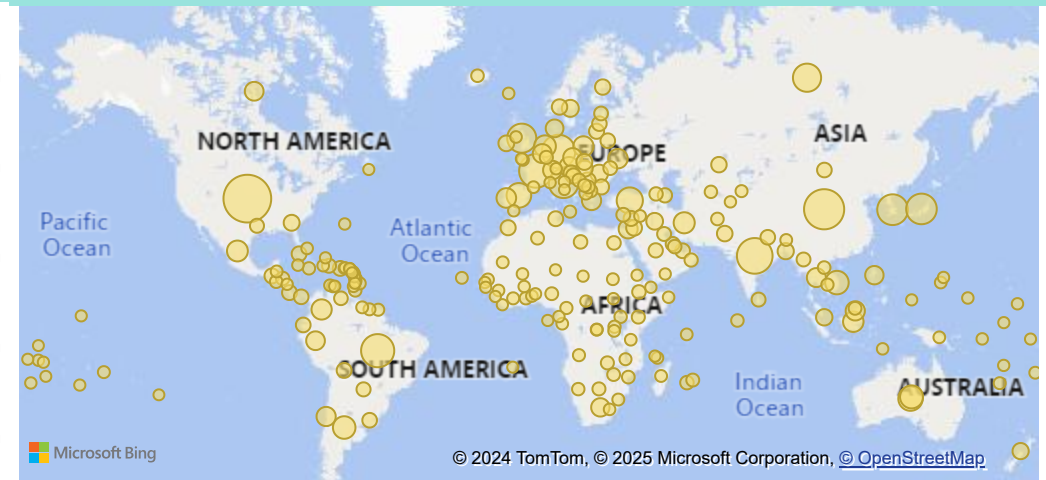 NORTH AMERICA
EUROPE
ASIA
Pacific
Ocean
Atlantic
Ocean
AFRICA
SOUTH AMERICA
Indian
Ocean
AUSTRALIA
Microsoft Bing
© 2024 TomTom, © 2025 Microsoft Corporation, © OpenStreetMap